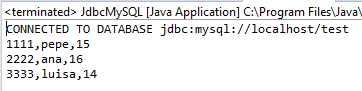 <terminated> JdbcMySQL [Java Application] C:\Program Files\Java\
CONNECTED TO DATABASE jdbc:mysql://localhost/test
1111,pepe,15
2222,ana,16
3333,luisa,14